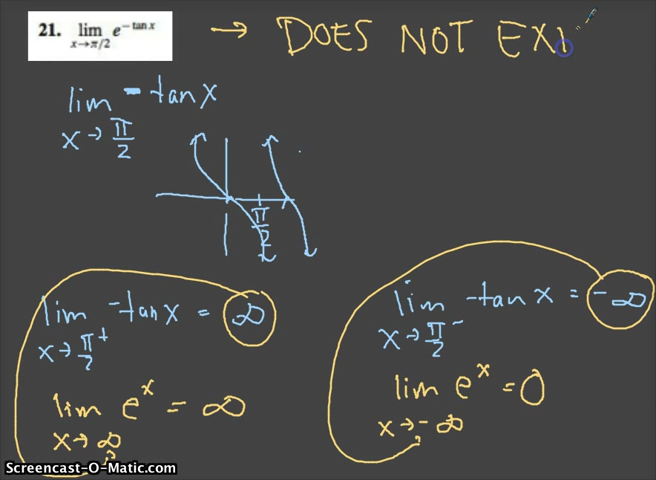 21. lim e^−tan x → DOES NOT EXI
x→π/2
lim -tan x
x → π/2
π/2
lim -tan x = ∞
x → π/2⁺
lim e^x = ∞
x → ∞
lim -tan x = -∞
x → π/2⁻
lim e^x = 0
x → -∞
Screencast-O-Matic.com